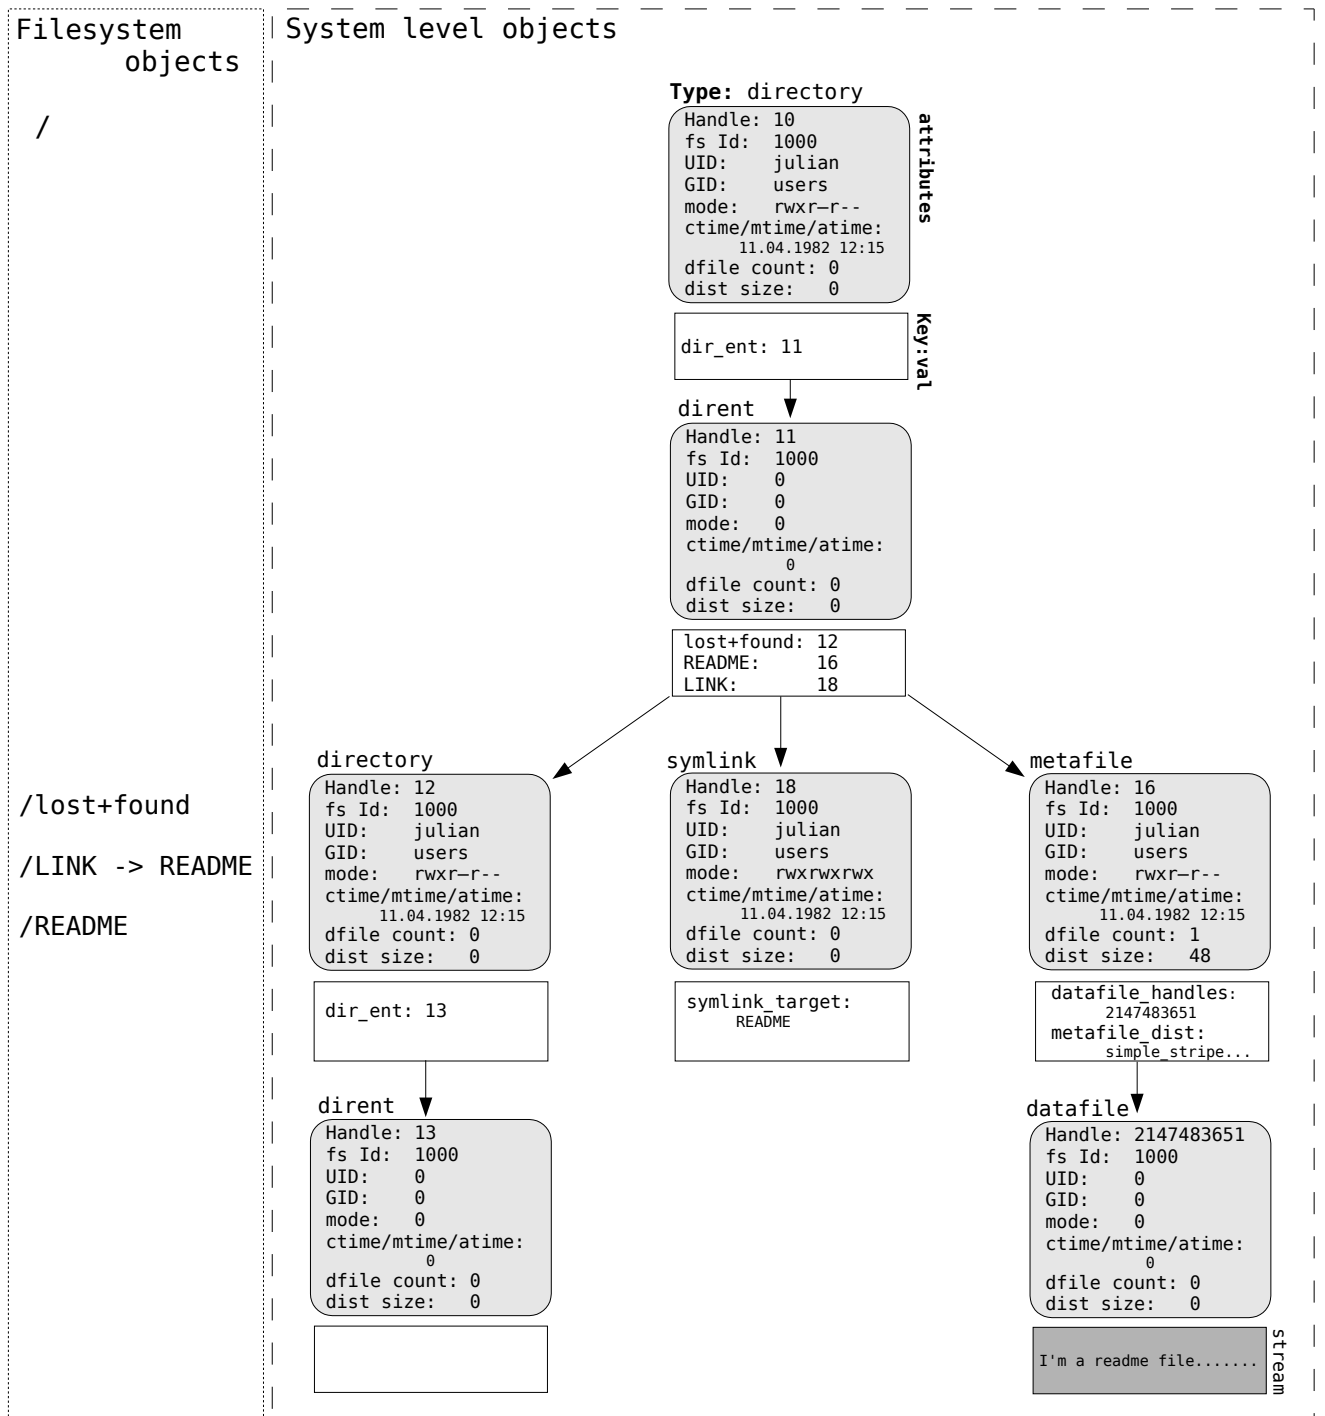 Filesystem
objects
System level objects
/
Type: directory
Handle: 10
fs Id: 1000
UID: julian
GID: users
mode: rwxr—r--
ctime/mtime/atime:
11.04.1982 12:15
dfile count: 0
dist size: 0
attributes
dir_ent: 11
Key:val
dirent
Handle: 11
fs Id: 1000
UID: 0
GID: 0
mode: 0
ctime/mtime/atime:
0
dfile count: 0
dist size: 0
lost+found: 12
README: 16
LINK: 18
/lost+found
/LINK -> README
/README
directory
Handle: 12
fs Id: 1000
UID: julian
GID: users
mode: rwxr—r--
ctime/mtime/atime:
11.04.1982 12:15
dfile count: 0
dist size: 0
dir_ent: 13
symlink
Handle: 18
fs Id: 1000
UID: julian
GID: users
mode: rwxrwxrwx
ctime/mtime/atime:
11.04.1982 12:15
dfile count: 0
dist size: 0
symlink_target:
README
metafile
Handle: 16
fs Id: 1000
UID: julian
GID: users
mode: rwxr—r--
ctime/mtime/atime:
11.04.1982 12:15
dfile count: 1
dist size: 48
datafile_handles:
2147483651
metafile_dist:
simple_stripe...
dirent
Handle: 13
fs Id: 1000
UID: 0
GID: 0
mode: 0
ctime/mtime/atime:
0
dfile count: 0
dist size: 0
datafile
Handle: 2147483651
fs Id: 1000
UID: 0
GID: 0
mode: 0
ctime/mtime/atime:
0
dfile count: 0
dist size: 0
I'm a readme file.......
stream